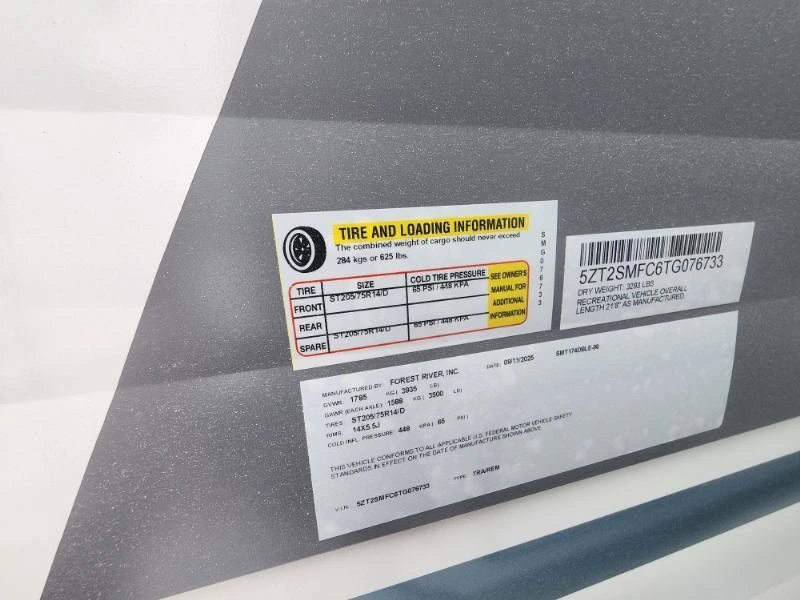 TIRE AND LOADING INFORMATION
The combined weight of cargo should never exceed
284 kgs or 625 lbs.
TIRE SIZE COLD TIRE PRESSURE
FRONT ST205/75R14/D 65 PSI / 448 KPA
REAR
SPARE ST205/75R14/D 65 PSI / 448 KPA
SEE OWNER'S
MANUAL FOR
ADDITIONAL
INFORMATION
SMG076733
5ZT2SMFC6TG076733
DRY WEIGHT: 3293 LBS
RECREATIONAL VEHICLE OVERALL
LENGTH 21'8" AS MANUFACTURED.
MANUFACTURED BY: FOREST RIVER, INC. DATE: 09/11/2025 SMT174DBLE-96
GVWR: 1785 KG.( 3935 LB)
GAWR (EACH AXLE) 1588 KG.( 3500 LB)
TIRES: ST205/75R14/D
RIMS: 14X5.5J
COLD INFL. PRESSURE: 448 KPA ( 65 PSI)
THIS VEHICLE CONFORMS TO ALL APPLICABLE U.S. FEDERAL MOTOR VEHICLE SAFETY
STANDARDS IN EFFECT ON THE DATE OF MANUFACTURE SHOWN ABOVE.
V.I.N.: 5ZT2SMFC6TG076733 TYPE: TRA/REM